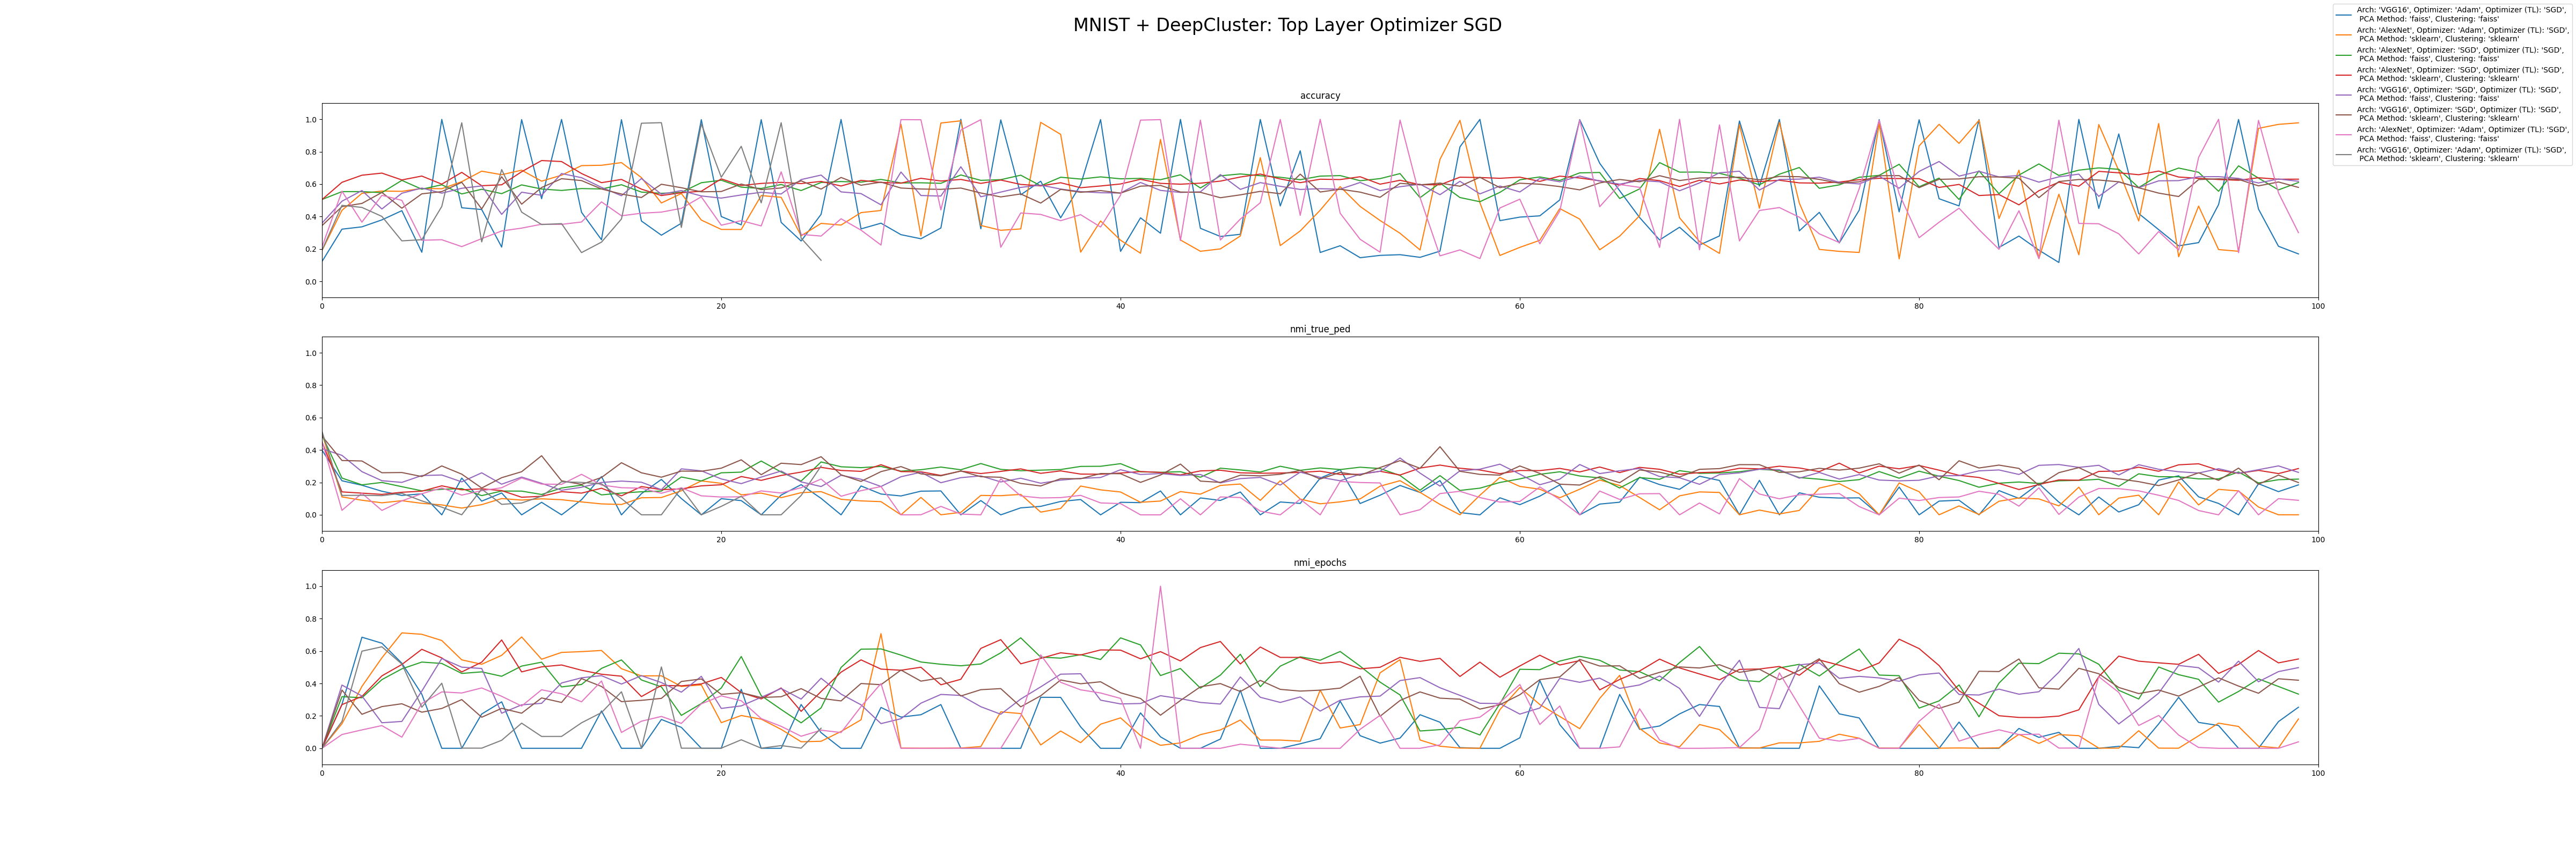 MNIST + DeepCluster: Top Layer Optimizer SGD
Arch: 'VGG16', Optimizer: 'Adam', Optimizer (TL): 'SGD',
PCA Method: 'faiss', Clustering: 'faiss'
Arch: 'AlexNet', Optimizer: 'Adam', Optimizer (TL): 'SGD',
PCA Method: 'sklearn', Clustering: 'sklearn'
Arch: 'AlexNet', Optimizer: 'SGD', Optimizer (TL): 'SGD',
PCA Method: 'faiss', Clustering: 'faiss'
Arch: 'AlexNet', Optimizer: 'SGD', Optimizer (TL): 'SGD',
PCA Method: 'sklearn', Clustering: 'sklearn'
Arch: 'VGG16', Optimizer: 'SGD', Optimizer (TL): 'SGD',
PCA Method: 'faiss', Clustering: 'faiss'
Arch: 'VGG16', Optimizer: 'SGD', Optimizer (TL): 'SGD',
PCA Method: 'sklearn', Clustering: 'sklearn'
Arch: 'AlexNet', Optimizer: 'Adam', Optimizer (TL): 'SGD',
PCA Method: 'faiss', Clustering: 'faiss'
Arch: 'VGG16', Optimizer: 'Adam', Optimizer (TL): 'SGD',
PCA Method: 'sklearn', Clustering: 'sklearn'
accuracy
1.0
0.8
0.6
0.4
0.2
0.0
0 20 40 60 80 100
nmi_true_ped
1.0
0.8
0.6
0.4
0.2
0.0
0 20 40 60 80 100
nmi_epochs
1.0
0.8
0.6
0.4
0.2
0.0
0 20 40 60 80 100